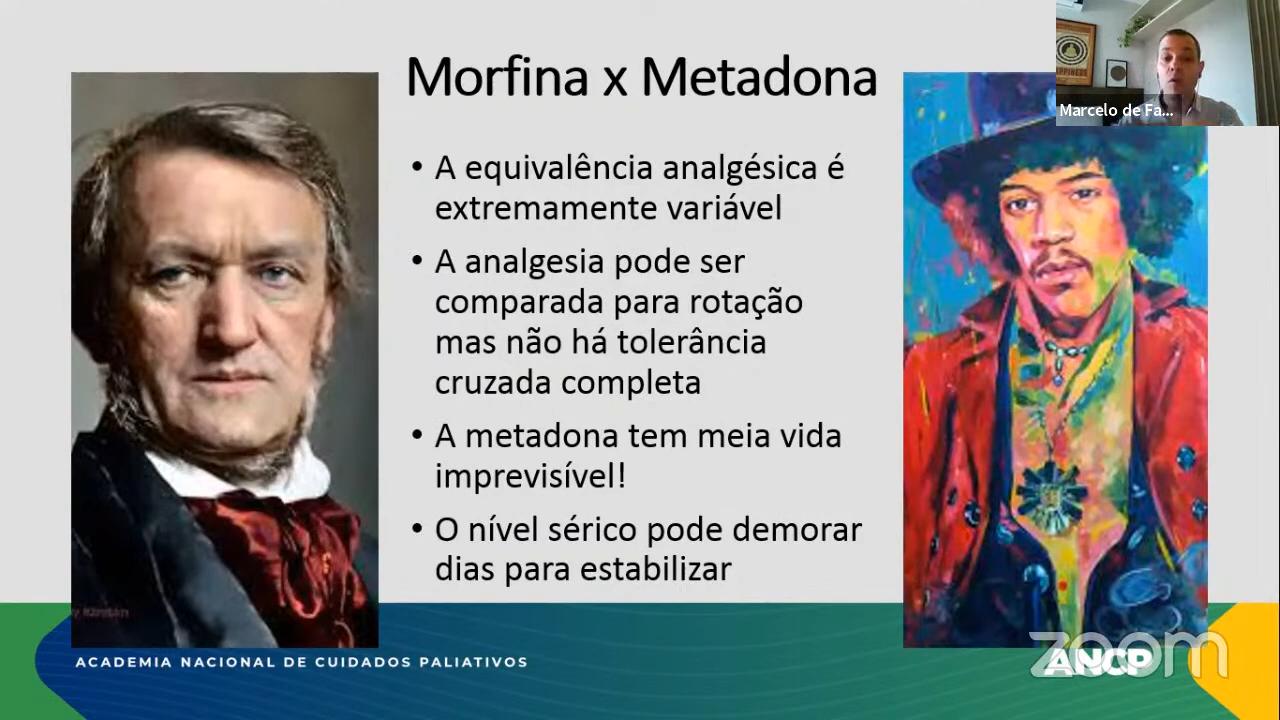 Morfina x Metadona
• A equivalência analgésica é
extremamente variável
• A analgesia pode ser
comparada para rotação
mas não há tolerância
cruzada completa
• A metadona tem meia vida
imprevisível!
• O nível sérico pode demorar
dias para estabilizar
Marcelo de Fa...
ACADEMIA NACIONAL DE CUIDADOS PALIATIVOS
ANCP
zoom